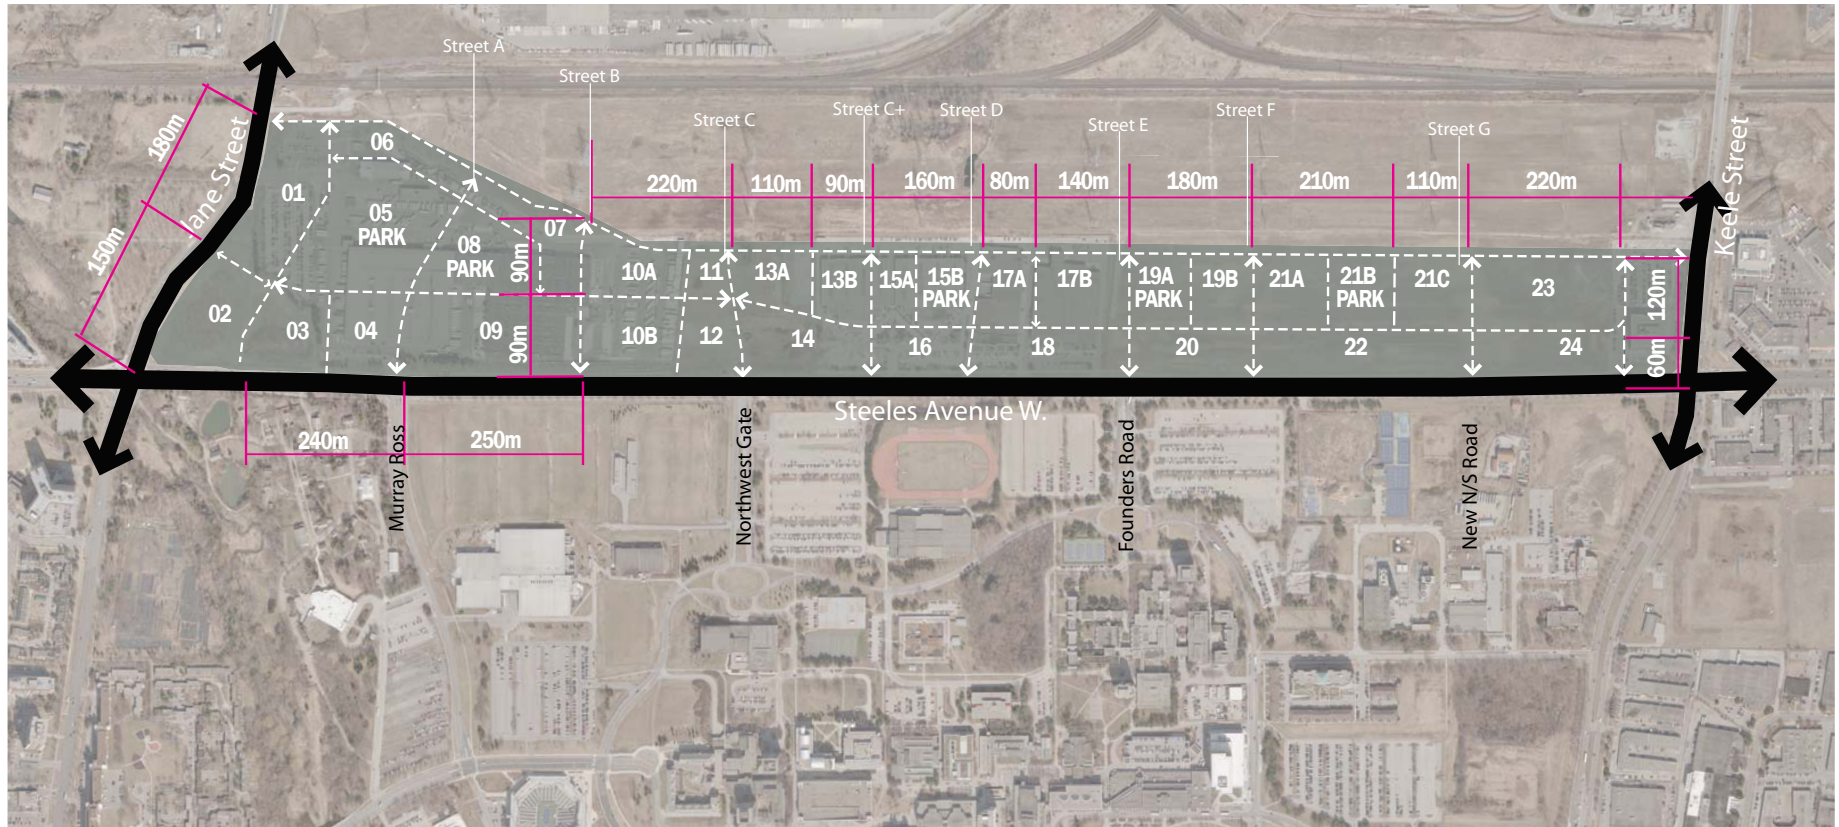 Street A
Street B
Street C
Street C+
Street D
Street E
Street F
Street G
180m
150m
Jane Street
Keele Street
220m
110m
90m
160m
80m
140m
180m
210m
110m
220m
06
01
05
PARK
07
08
PARK
90m
10A
11
13A
13B
15A
15B
PARK
17A
17B
19A
PARK
19B
21A
21B
PARK
21C
23
120m
02
03
04
09
90m
10B
12
14
16
18
20
22
24
60m
Steeles Avenue W.
240m
250m
Murray Ross
Northwest Gate
Founders Road
New N/S Road